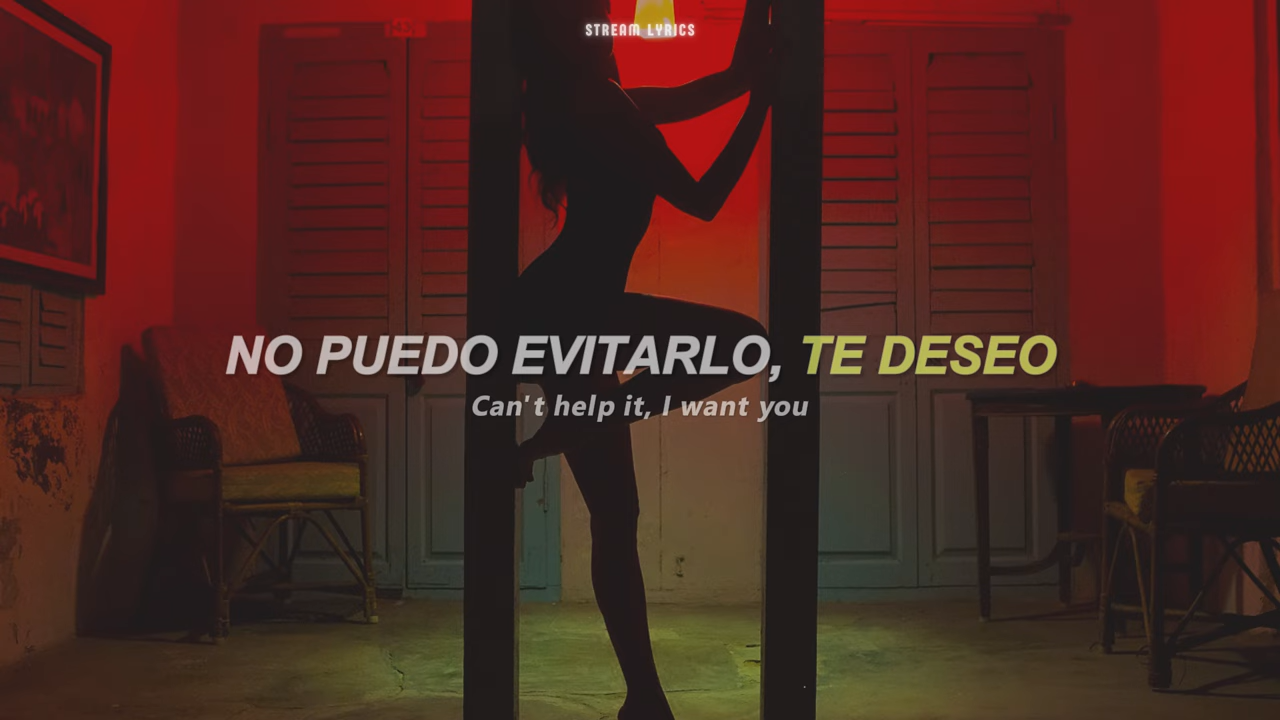 STREAM LYRICS
NO PUEDO EVITARLO, TE DESEO
Can't help it, I want you